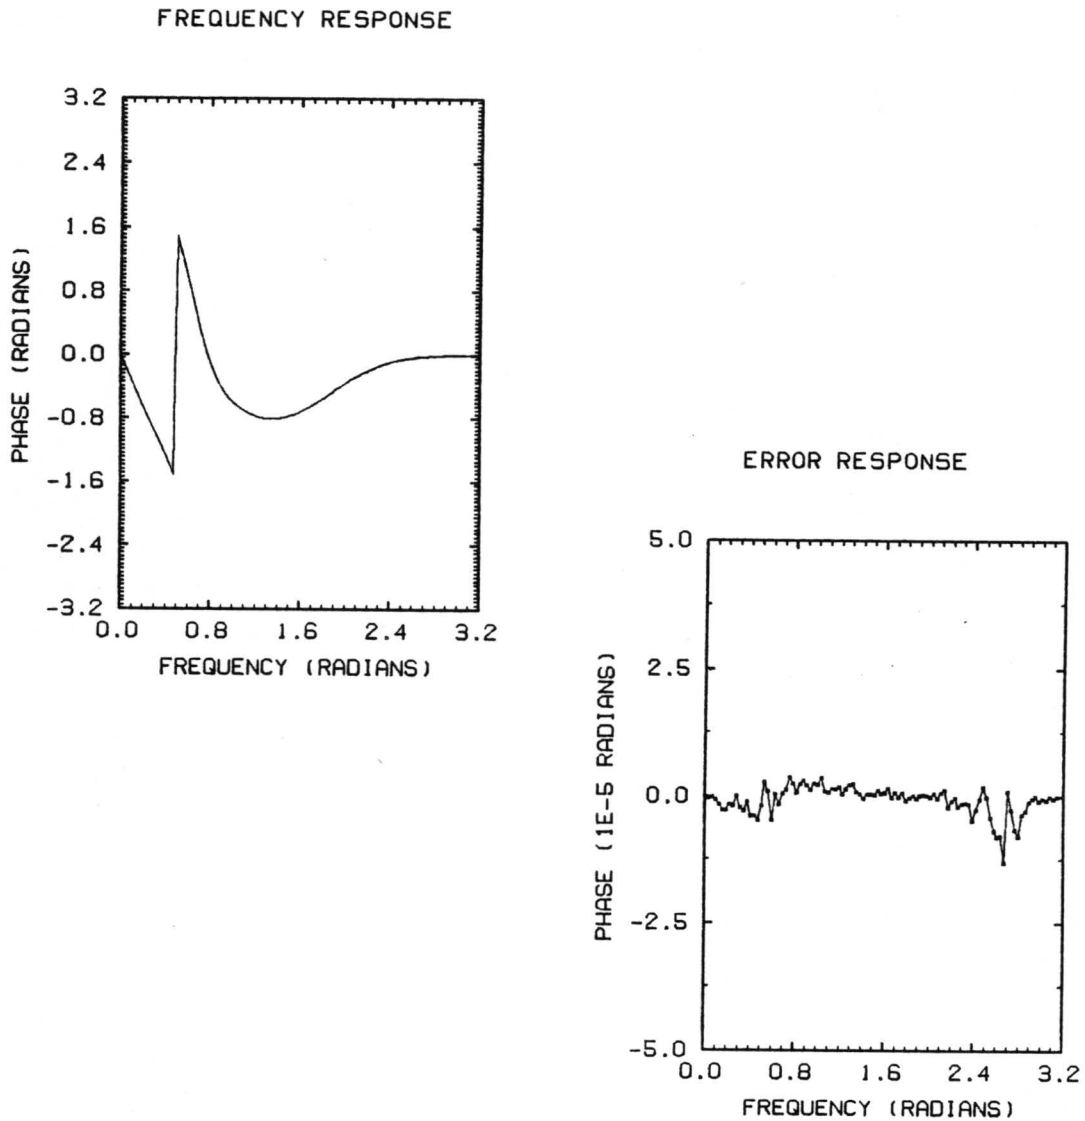 FREQUENCY RESPONSE
3.2
2.4
1.6
0.8
0.0
-0.8
-1.6
-2.4
-3.2
PHASE (RADIANS)
0.0 0.8 1.6 2.4 3.2
FREQUENCY (RADIANS)
ERROR RESPONSE
5.0
2.5
0.0
-2.5
-5.0
PHASE (1E-5 RADIANS)
0.0 0.8 1.6 2.4 3.2
FREQUENCY (RADIANS)